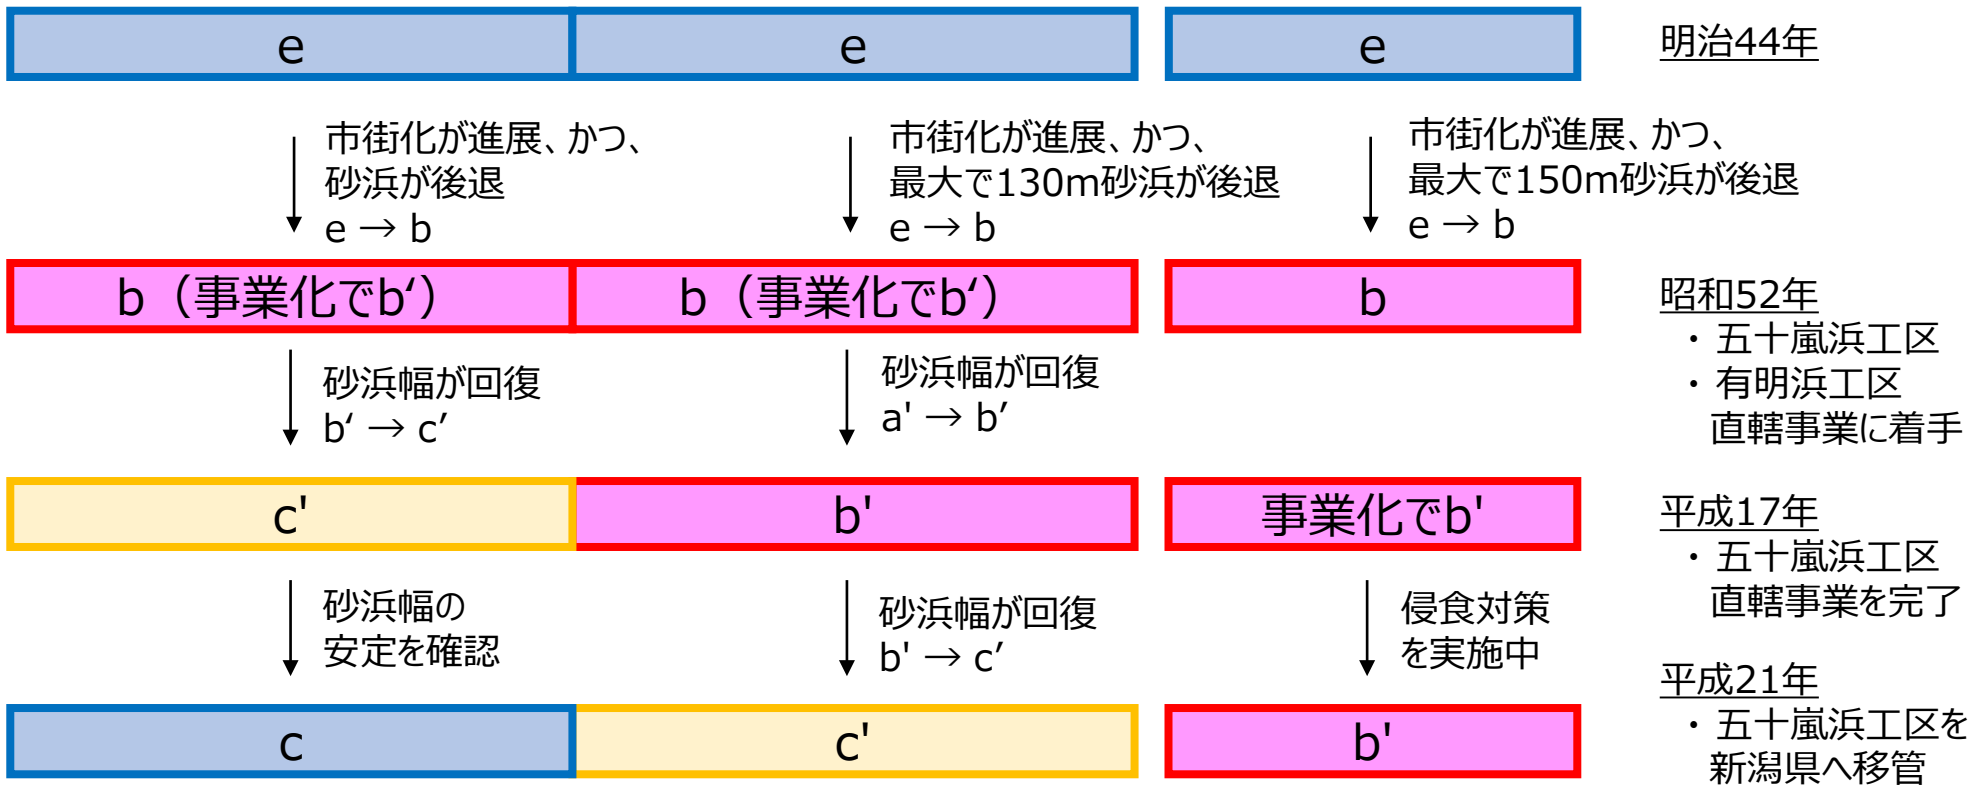 e
e
e
明治44年
市街化が進展、かつ、
砂浜が後退
e → b
市街化が進展、かつ、
最大で130m砂浜が後退
e → b
市街化が進展、かつ、
最大で150m砂浜が後退
e → b
b（事業化でb‘）
b（事業化でb‘）
b
昭和52年
・五十嵐浜工区
・有明浜工区
直轄事業に着手
砂浜幅が回復
b‘ → c’
砂浜幅が回復
a' → b’
c'
b'
事業化でb'
平成17年
・五十嵐浜工区
直轄事業を完了
砂浜幅の
安定を確認
砂浜幅が回復
b' → c’
侵食対策
を実施中
c
c'
b'
平成21年
・五十嵐浜工区を
新潟県へ移管